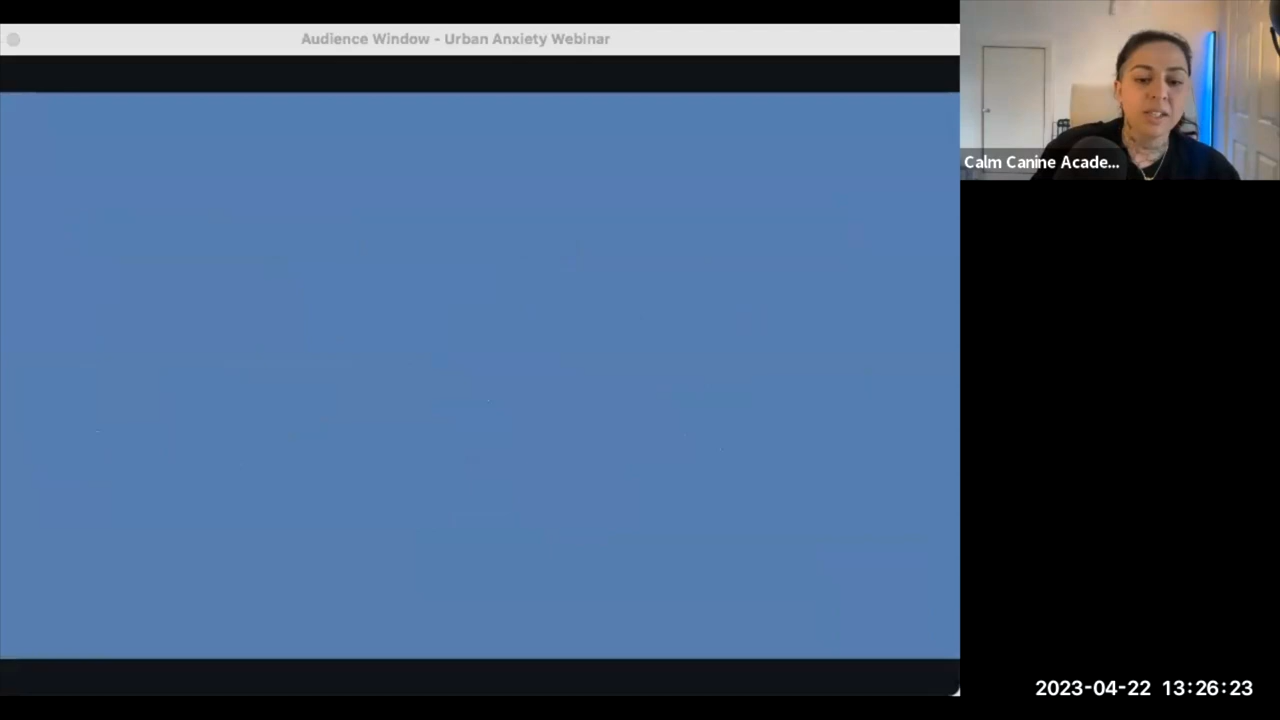 Audience Window - Urban Anxiety Webinar
Calm Canine Acade...
2023-04-22 13:26:23